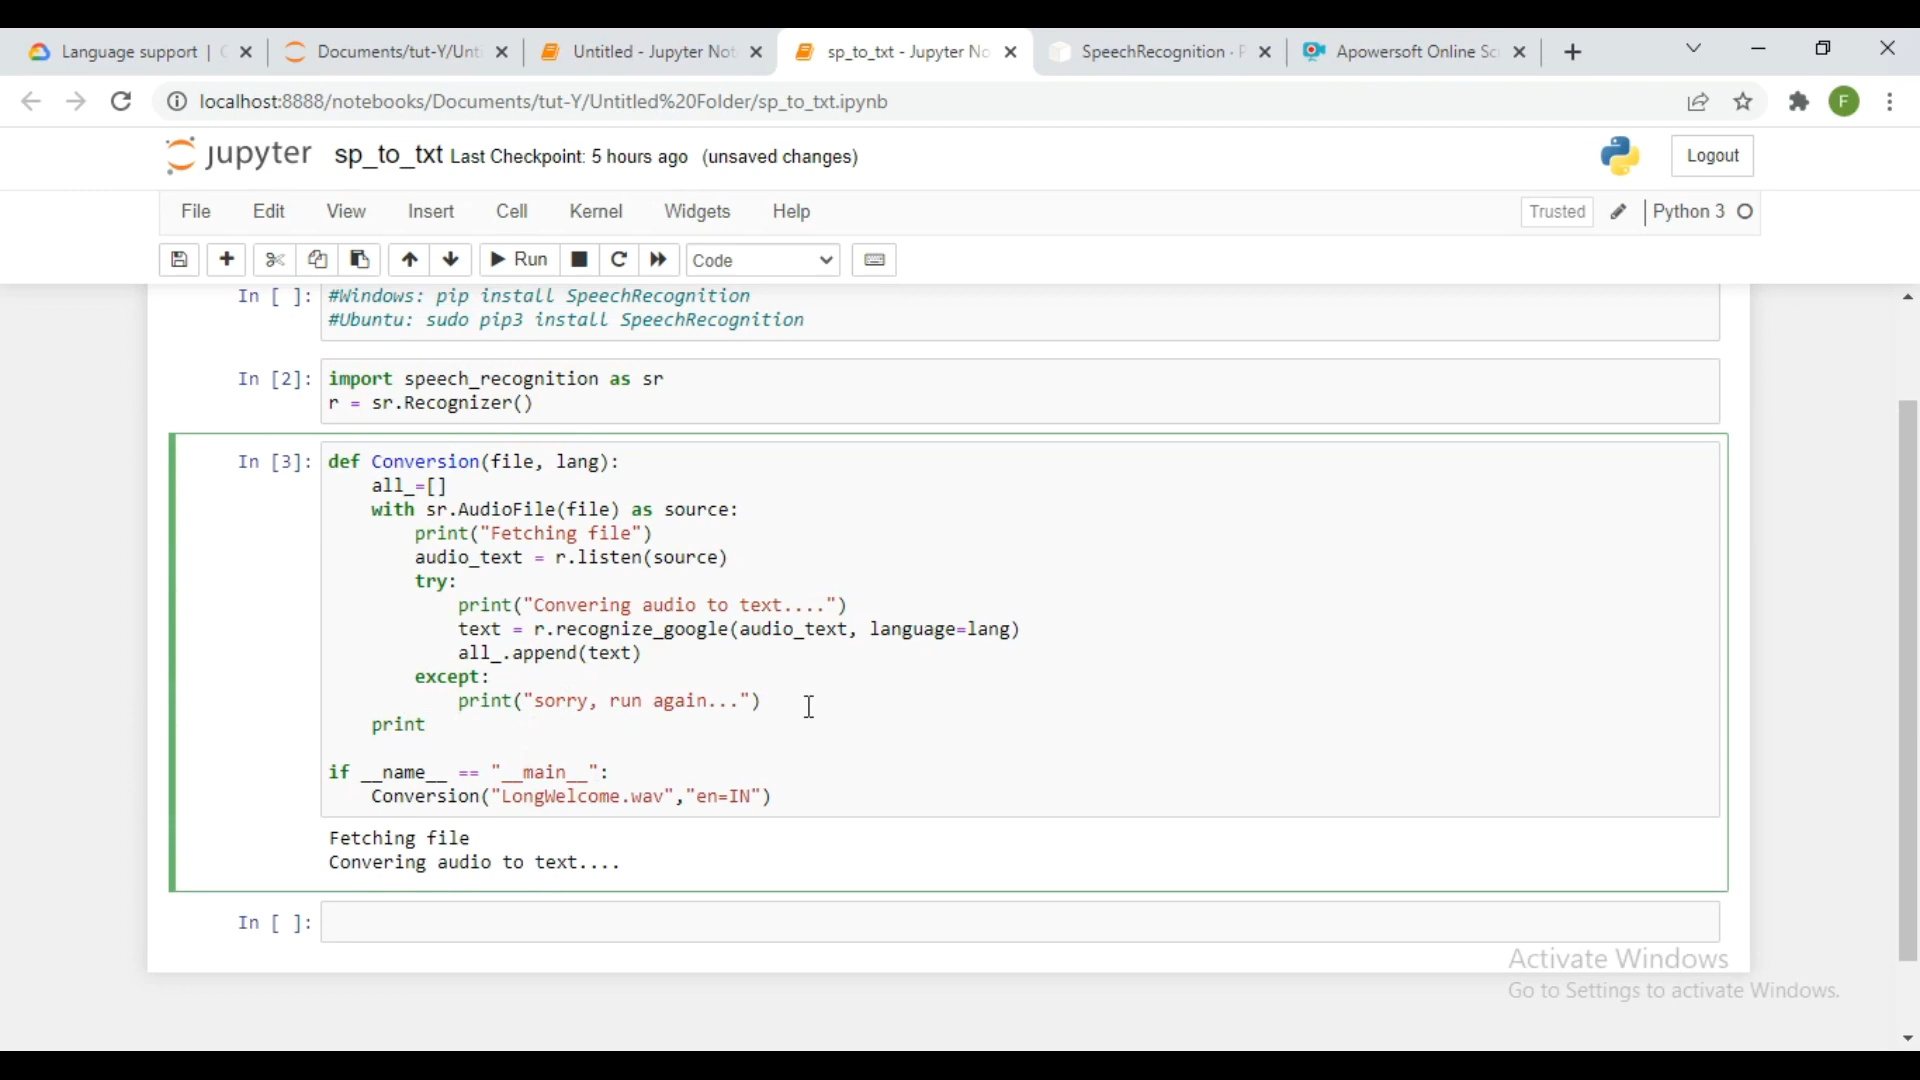 Language support |
Documents/tut-Y/Unti
Untitled - Jupyter Not
sp_to_txt - Jupyter No
SpeechRecognition · P
Apowersoft Online Sc
localhost:8888/notebooks/Documents/tut-Y/Untitled%20Folder/sp_to_txt.ipynb
F
jupyter sp_to_txt Last Checkpoint: 5 hours ago (unsaved changes)
Logout
File Edit View Insert Cell Kernel Widgets Help
Trusted Python 3
Run Code
In [ ]: #Windows: pip install SpeechRecognition
#Ubuntu: sudo pip3 install SpeechRecognition
In [2]: import speech_recognition as sr
r = sr.Recognizer()
In [3]: def Conversion(file, lang):
all_=[]
with sr.AudioFile(file) as source:
print("Fetching file")
audio_text = r.listen(source)
try:
print("Convering audio to text....")
text = r.recognize_google(audio_text, language=lang)
all_.append(text)
except:
print("sorry, run again...")
print
if __name__ == "__main__":
Conversion("LongWelcome.wav","en=IN")
Fetching file
Convering audio to text....
In [ ]:
Activate Windows
Go to Settings to activate Windows.